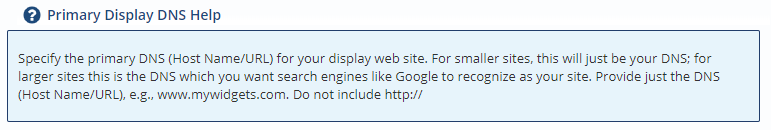 Primary Display DNS Help
Specify the primary DNS (Host Name/URL) for your display web site. For smaller sites, this will just be your DNS; for
larger sites this is the DNS which you want search engines like Google to recognize as your site. Provide just the DNS
(Host Name/URL), e.g., www.mywidgets.com. Do not include http://